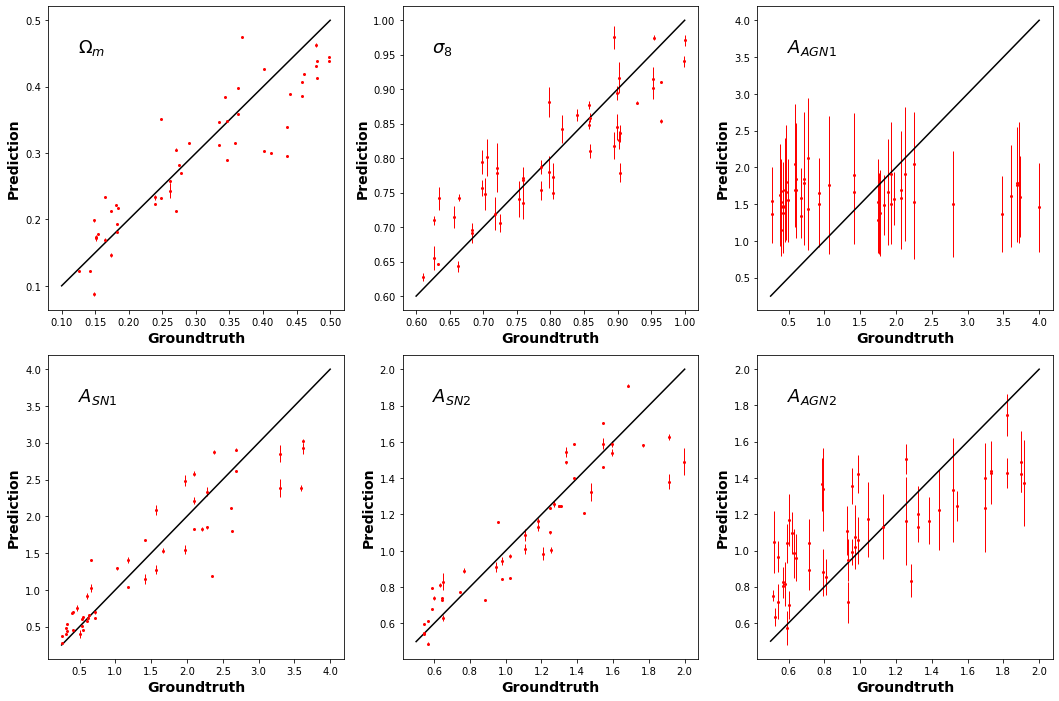 Ω_m
Prediction
0.5
0.4
0.3
0.2
0.1
0.10 0.15 0.20 0.25 0.30 0.35 0.40 0.45 0.50
Groundtruth
σ_8
Prediction
1.00
0.95
0.90
0.85
0.80
0.75
0.70
0.65
0.60
0.60 0.65 0.70 0.75 0.80 0.85 0.90 0.95 1.00
Groundtruth
A_{AGN1}
Prediction
4.0
3.5
3.0
2.5
2.0
1.5
1.0
0.5
0.5 1.0 1.5 2.0 2.5 3.0 3.5 4.0
Groundtruth
A_{SN1}
Prediction
4.0
3.5
3.0
2.5
2.0
1.5
1.0
0.5
0.5 1.0 1.5 2.0 2.5 3.0 3.5 4.0
Groundtruth
A_{SN2}
Prediction
2.0
1.8
1.6
1.4
1.2
1.0
0.8
0.6
0.6 0.8 1.0 1.2 1.4 1.6 1.8 2.0
Groundtruth
A_{AGN2}
Prediction
2.0
1.8
1.6
1.4
1.2
1.0
0.8
0.6
0.6 0.8 1.0 1.2 1.4 1.6 1.8 2.0
Groundtruth